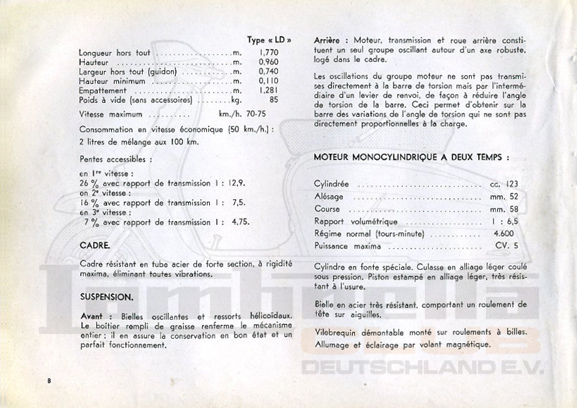 Type « LD »
Longueur hors tout ................ m. 1,770
Hauteur ................ m. 0,960
Largeur hors tout (guidon) ........... m. 0,740
Hauteur minimum ................ m. 0,110
Empattement ................ m. 1,281
Poids à vide (sans accessoires) ........ kg. 85
Vitesse maximum .......... km./h. 70-75
Consommation en vitesse économique (50 km./h.) :
2 litres de mélange aux 100 km.
Pentes accessibles :
en 1re vitesse :
26 % avec rapport de transmission 1 : 12,9.
en 2e vitesse :
16 % avec rapport de transmission 1 : 7,5.
en 3e vitesse :
7 % avec rapport de transmission 1 : 4,75.
CADRE.
Cadre résistant en tube acier de forte section, à rigidité
maxima, éliminant toutes vibrations.
SUSPENSION.
Avant : Bielles oscillantes et ressorts hélicoïdaux.
Le boîtier rempli de graisse renferme le mécanisme
entier ; il en assure la conservation en bon état et un
parfait fonctionnement.
8
Arrière : Moteur, transmission et roue arrière consti-
tuent un seul groupe oscillant autour d'un axe robuste,
logé dans le cadre.
Les oscillations du groupe moteur ne sont pas transmi-
ses directement à la barre de torsion mais par l'intermé-
diaire d'un levier de renvoi, de façon à réduire l'angle
de torsion de la barre. Ceci permet d'obtenir sur la
barre des variations de l'angle de torsion qui ne sont pas
directement proportionnelles à la charge.
MOTEUR MONOCYLINDRIQUE A DEUX TEMPS :
Cylindrée ................ cc. 123
Alésage ................ mm. 52
Course ................ mm. 58
Rapport volumétrique ............ 1 : 6,5
Régime normal (tours-minute) ........ 4.600
Puissance maxima ............ CV. 5
Cylindre en fonte spéciale. Culasse en alliage léger coulé
sous pression. Piston estampé en alliage léger, très résis-
tant à l'usure.
Bielle en acier très résistant, comportant un roulement de
tête sur aiguilles.
Vilebrequin démontable monté sur roulements à billes.
Allumage et éclairage par volant magnétique.
lambretta
CLUB
DEUTSCHLAND E.V.